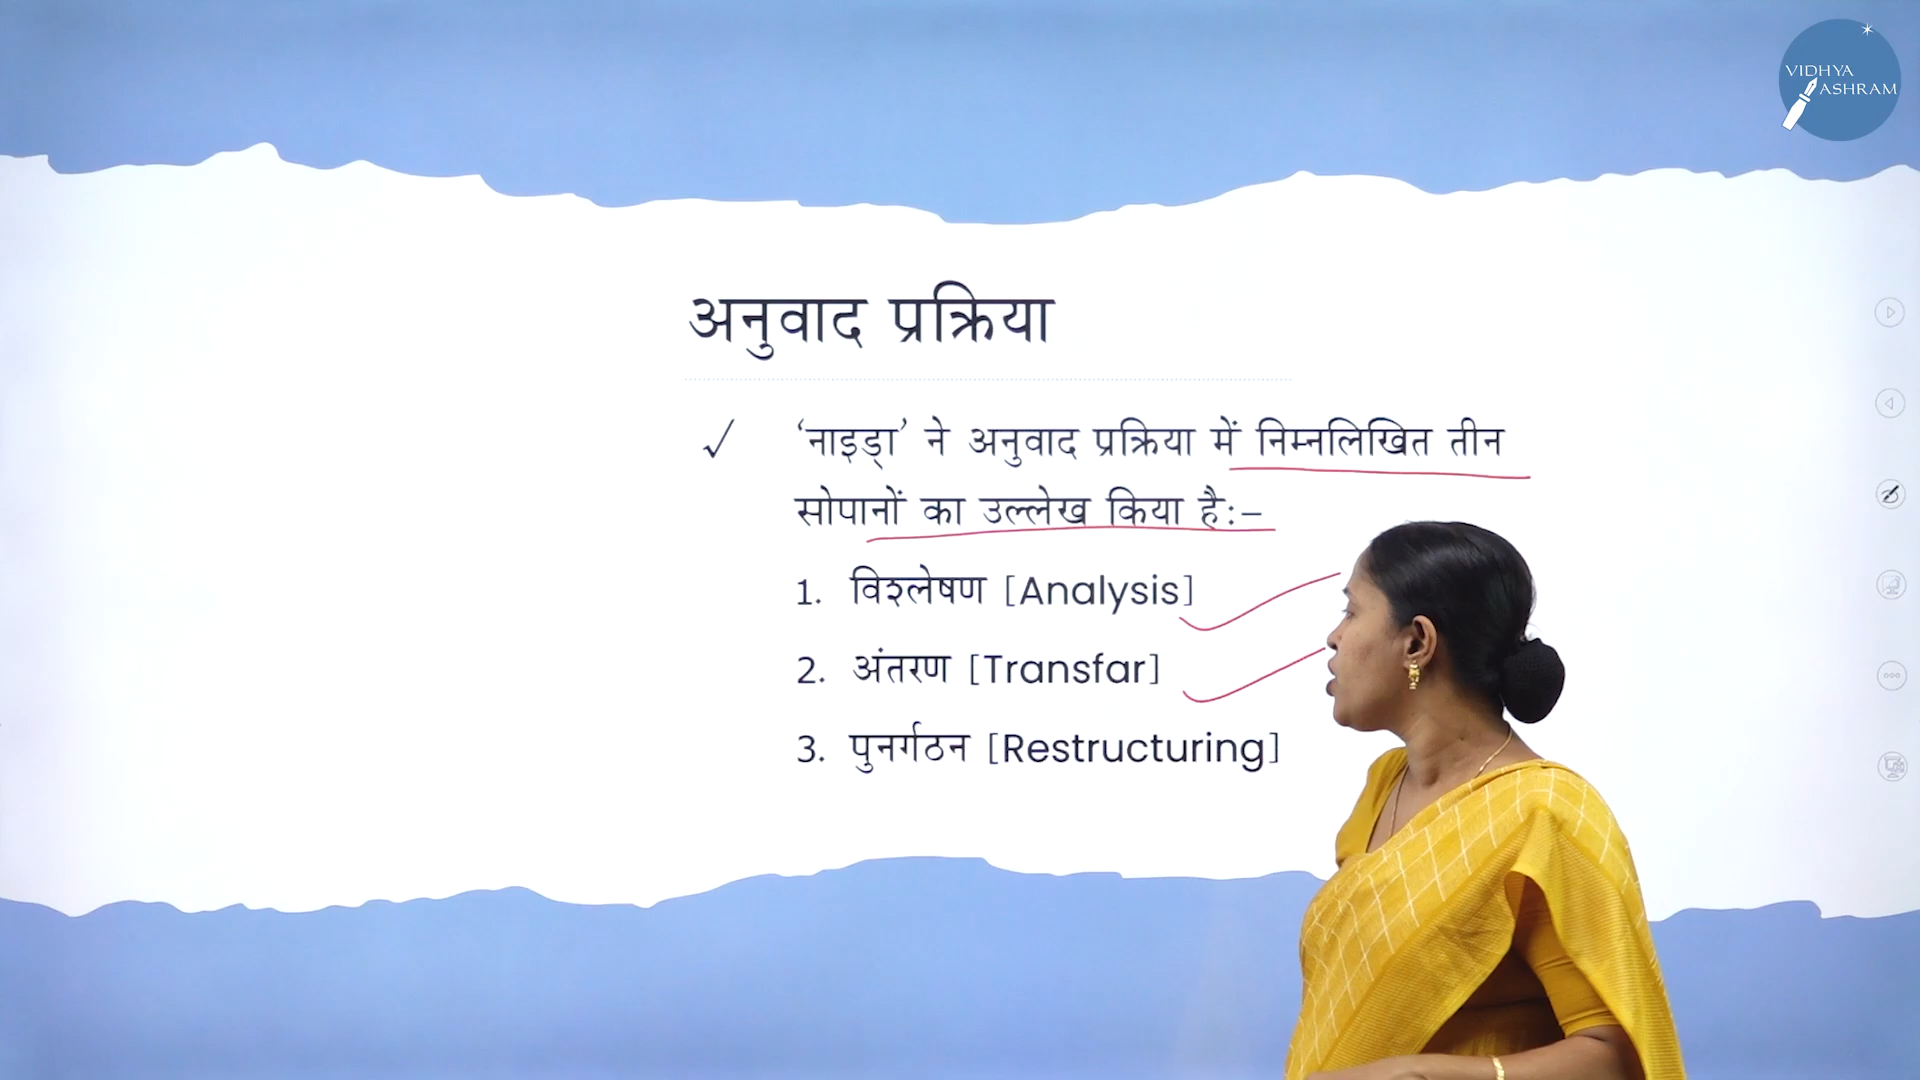 VIDHYA
ASHRAM
अनुवाद प्रक्रिया
‘नाइड़ा’ ने अनुवाद प्रक्रिया में निम्नलिखित तीन
सोपानों का उल्लेख किया है:–
1. विश्लेषण [Analysis]
2. अंतरण [Transfar]
3. पुनर्गठन [Restructuring]